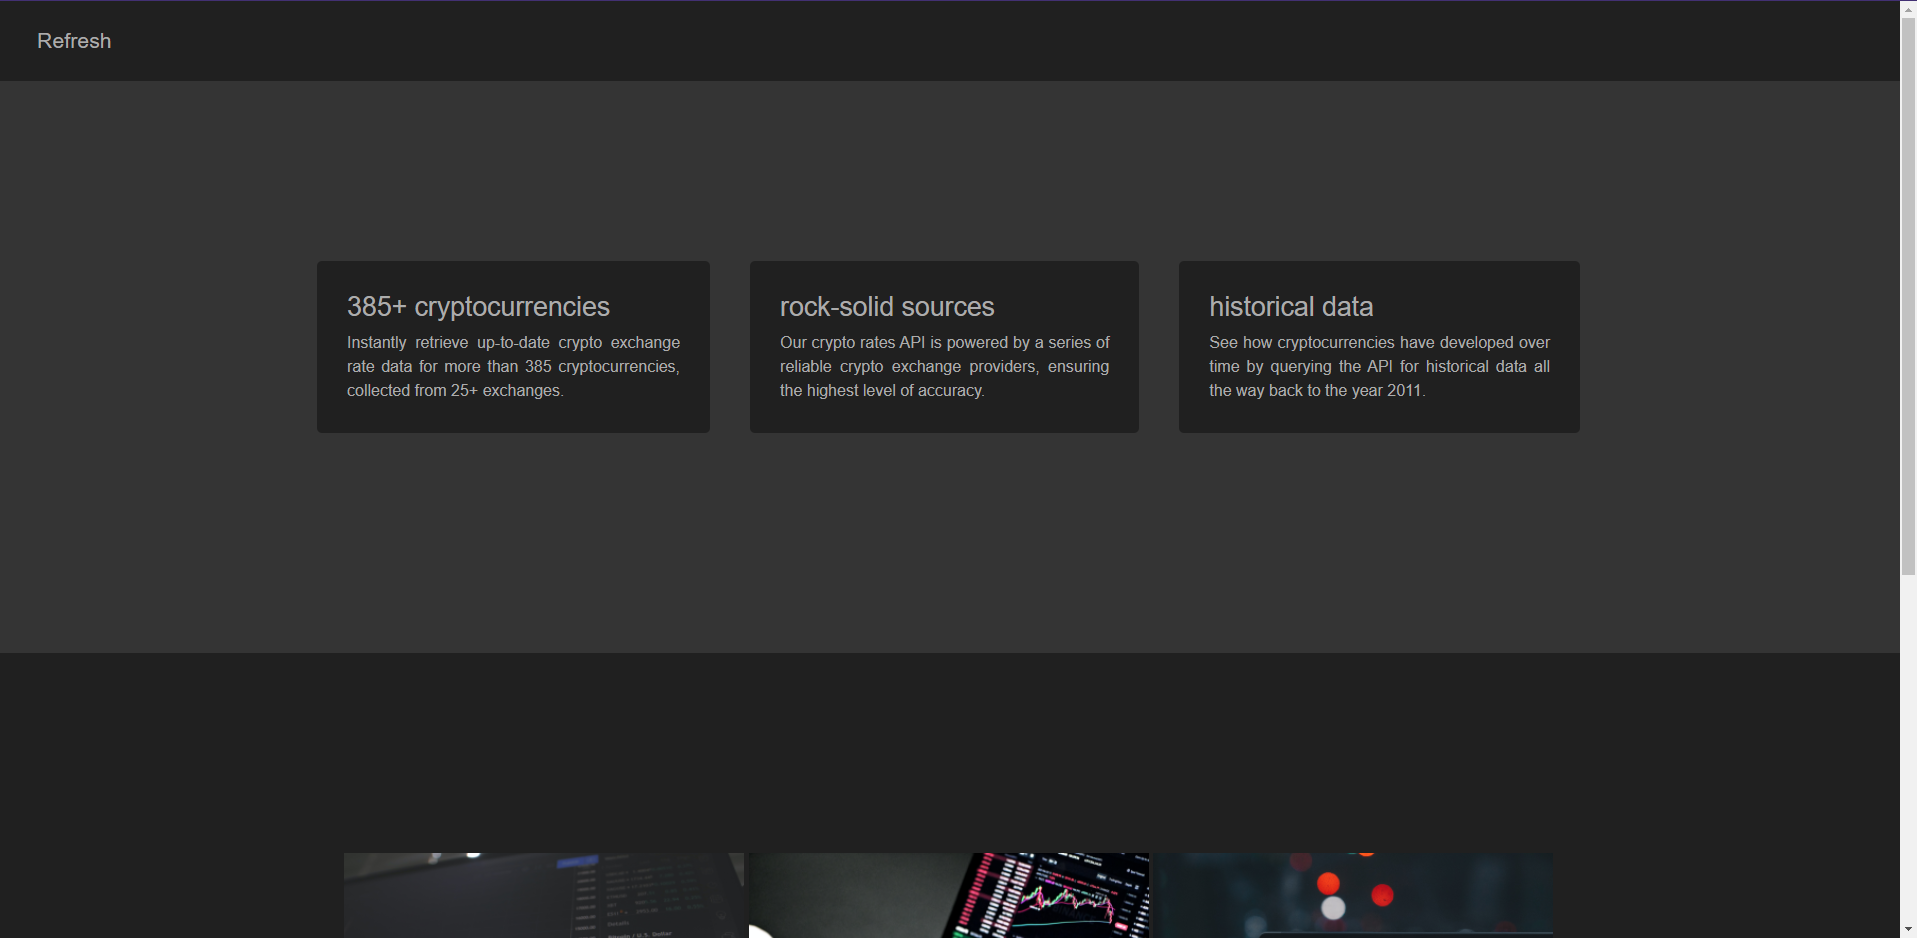 Refresh
385+ cryptocurrencies
Instantly retrieve up-to-date crypto exchange
rate data for more than 385 cryptocurrencies,
collected from 25+ exchanges.
rock-solid sources
Our crypto rates API is powered by a series of
reliable crypto exchange providers, ensuring
the highest level of accuracy.
historical data
See how cryptocurrencies have developed over
time by querying the API for historical data all
the way back to the year 2011.
Bitcoin / U.S. Dollar